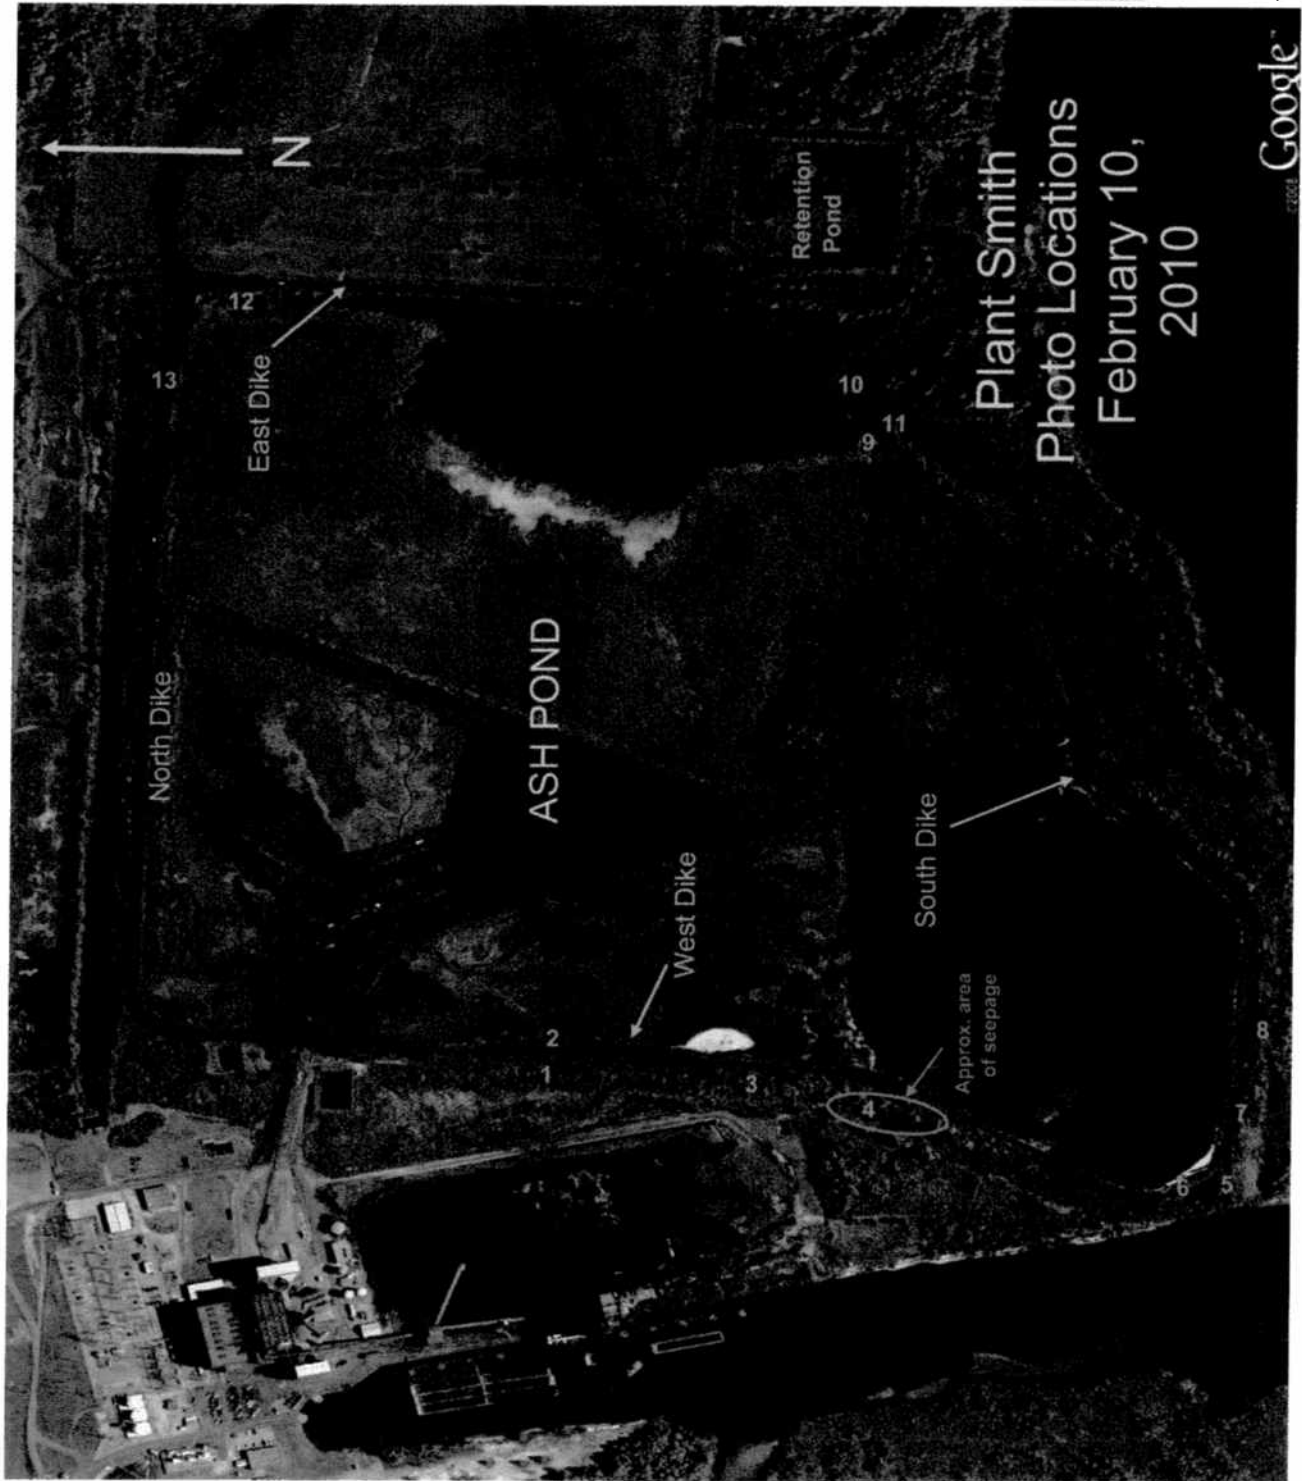 Plant Smith
Photo Locations
February 10,
2010
N
North Dike
East Dike
West Dike
South Dike
ASH POND
Retention
Pond
Approx. area
of seepage
1
2
3
4
5
6
7
8
9
10
11
12
13
Google